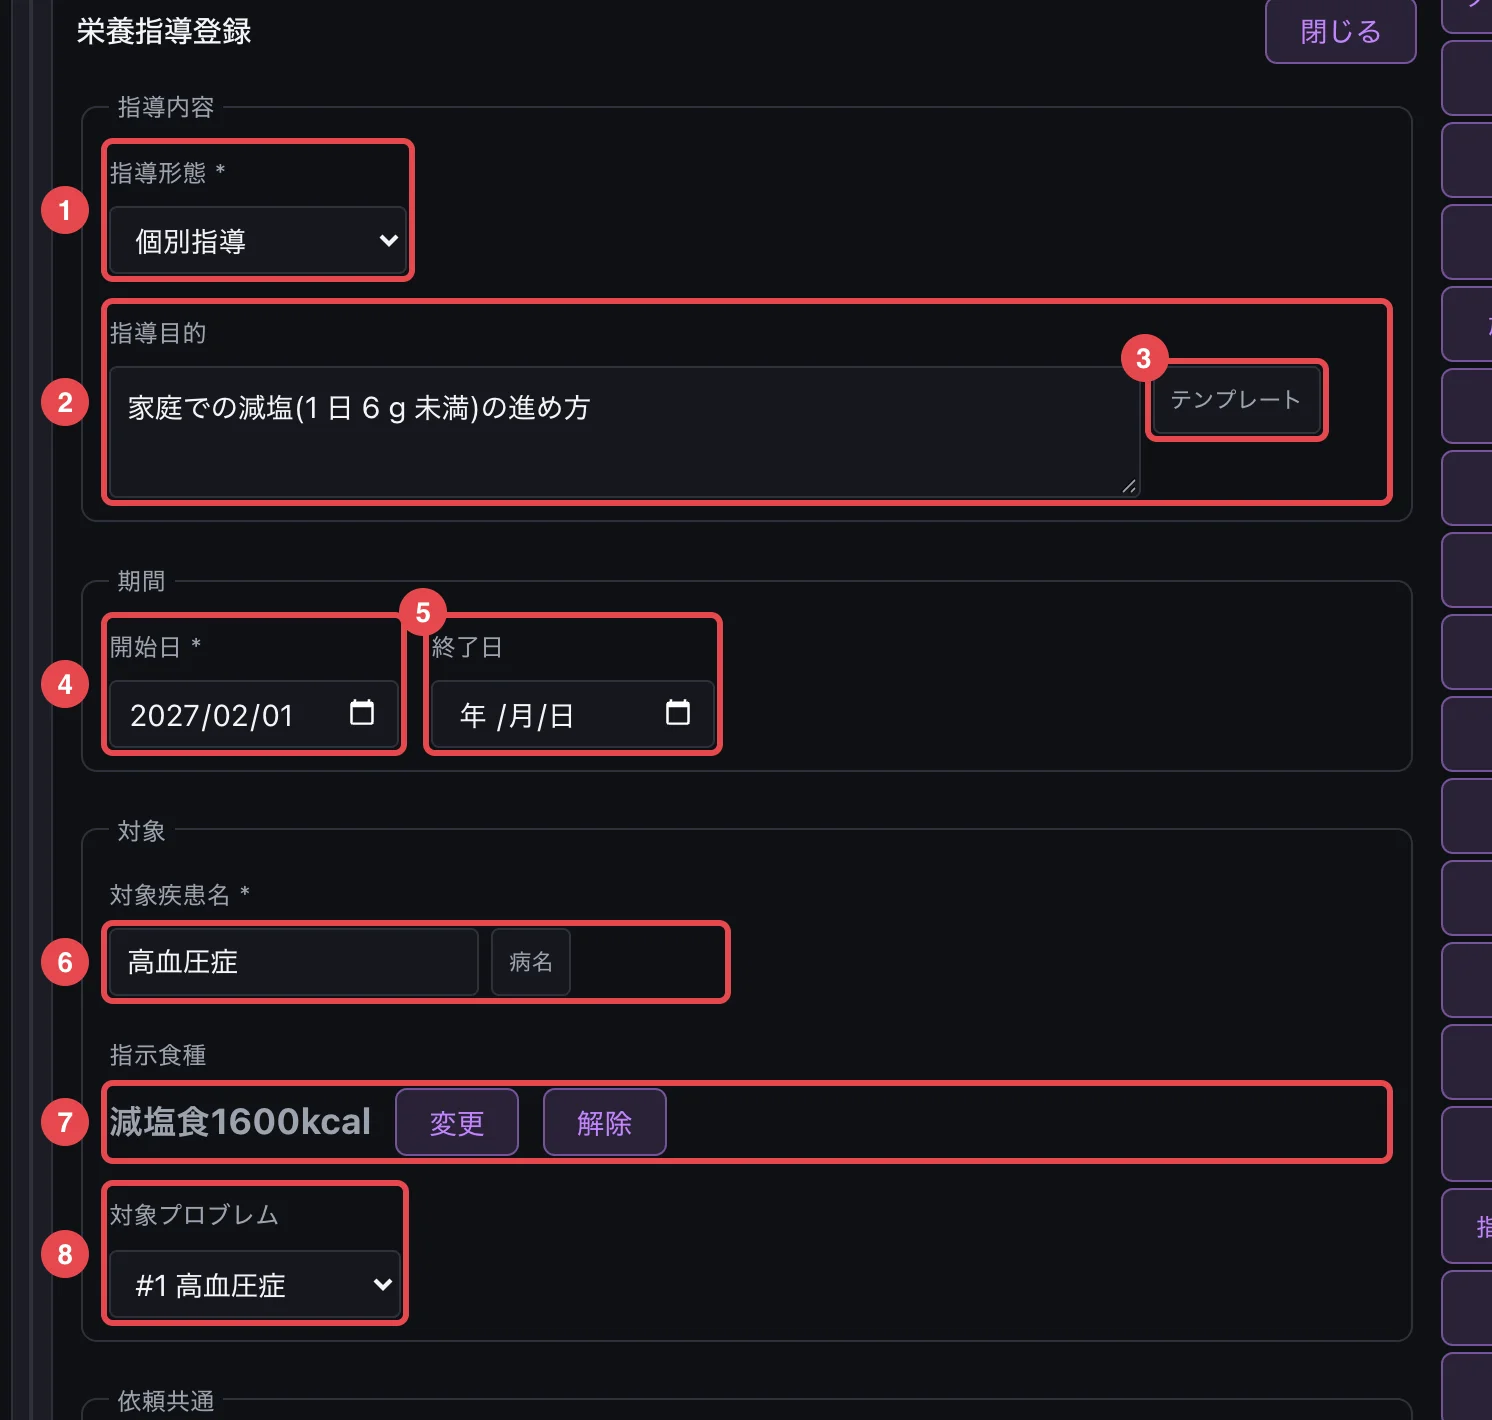 栄養指導登録
閉じる
指導内容
指導形態 *
1
個別指導
指導目的
2
家庭での減塩(1 日 6 g 未満)の進め方
3
テンプレート
期間
開始日 *
4
2027/02/01
5
終了日
年 /月/日
対象
対象疾患名 *
6
高血圧症
病名
指示食種
7
減塩食1600kcal
変更
解除
対象プロブレム
8
#1 高血圧症
指
依頼共通